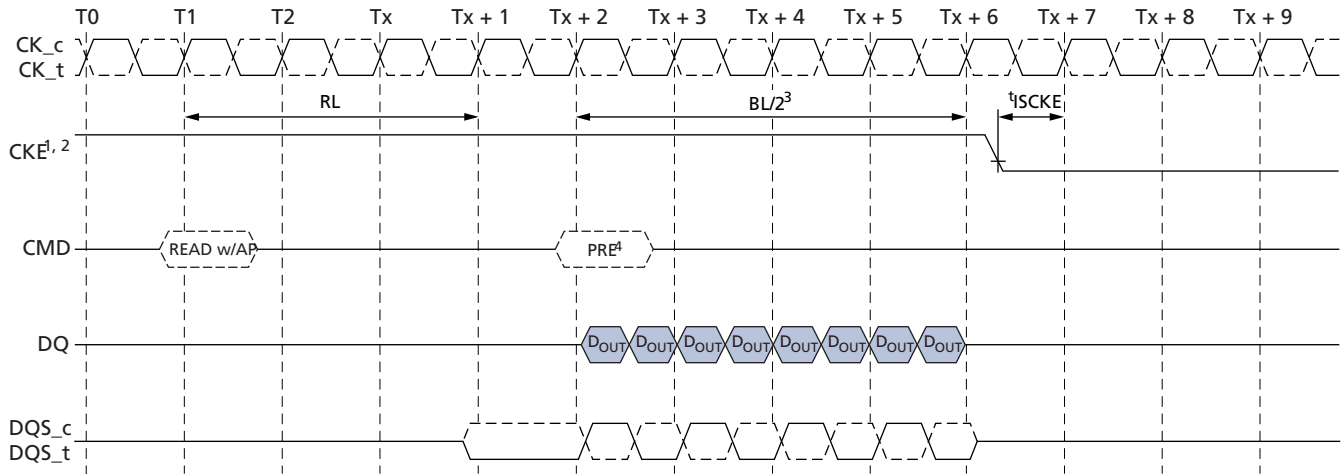 T0 T1 T2 Tx Tx + 1 Tx + 2 Tx + 3 Tx + 4 Tx + 5 Tx + 6 Tx + 7 Tx + 8 Tx + 9
CK_c
CK_t
RL BL/2³ ᵗISCKE
CKE¹, ²
CMD READ w/AP PRE⁴
DQ DOUT DOUT DOUT DOUT DOUT DOUT DOUT DOUT
DQS_c
DQS_t